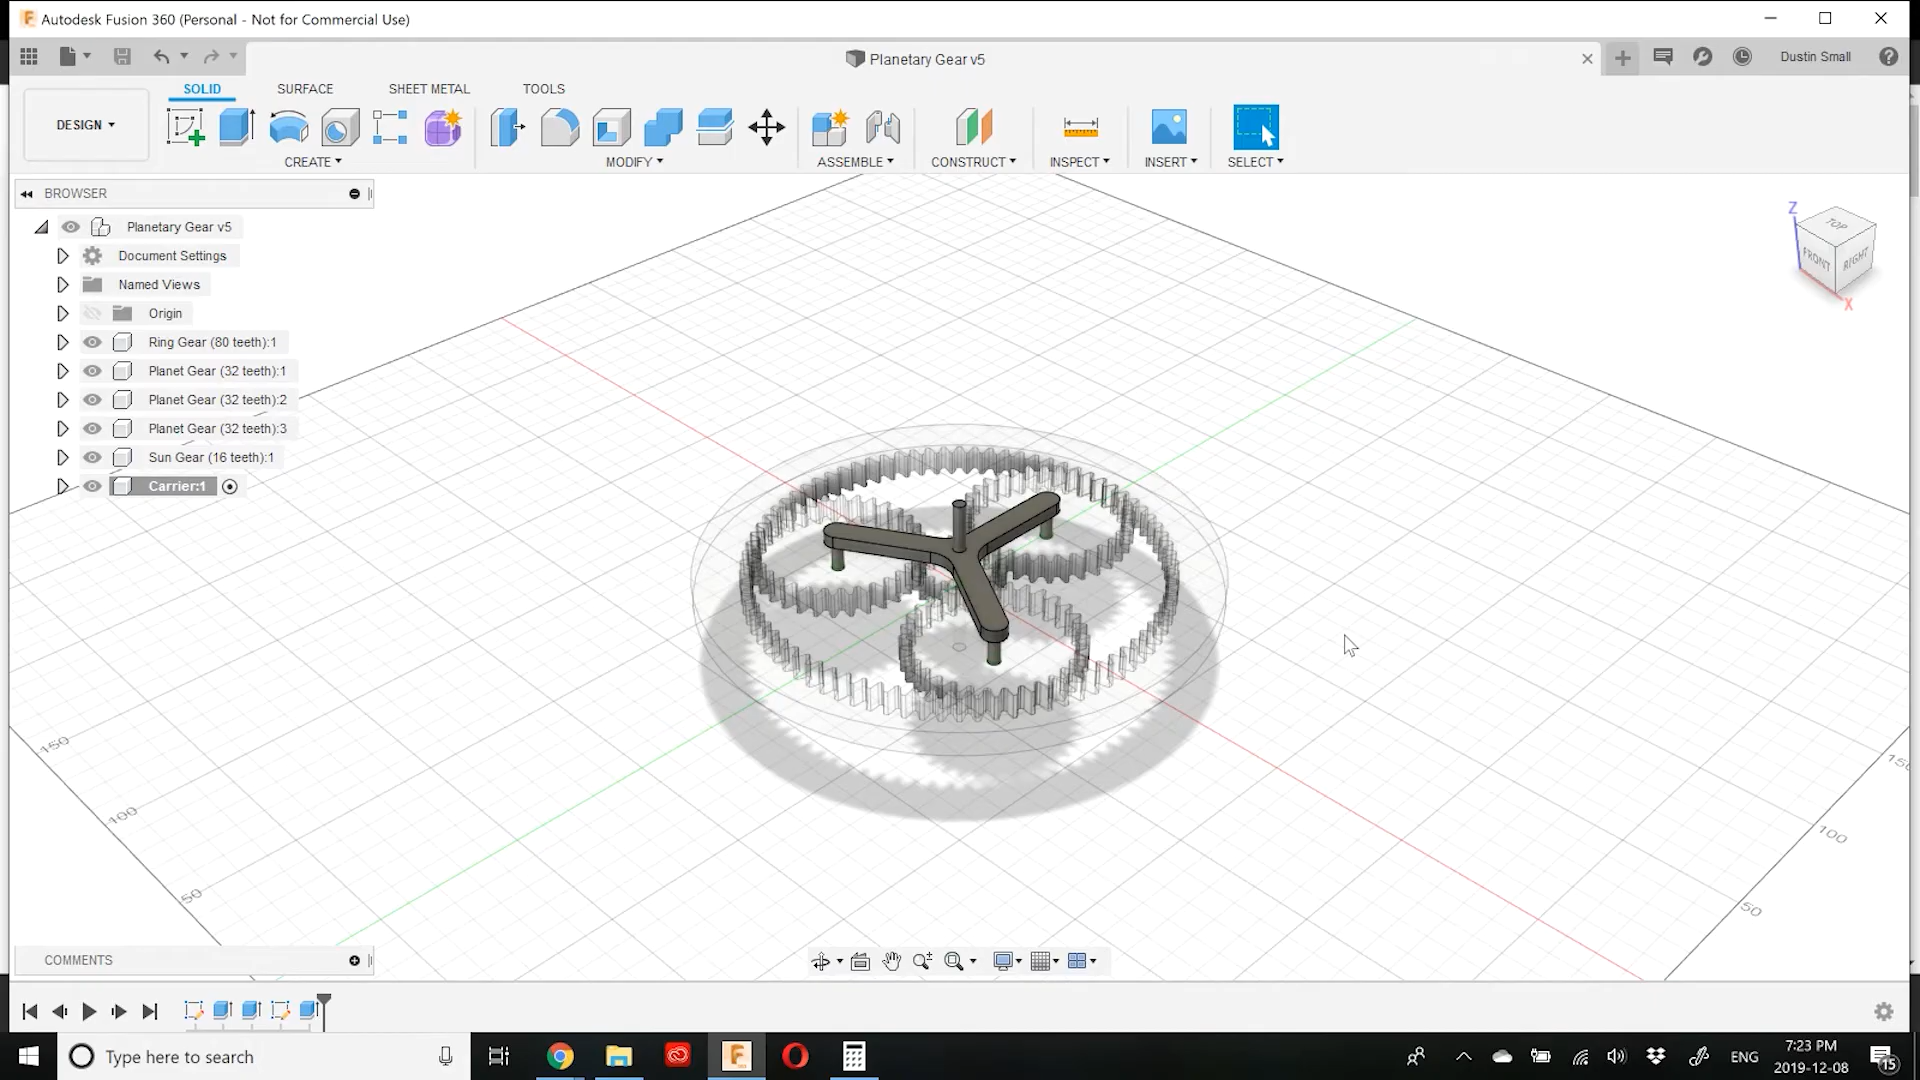 Autodesk Fusion 360 (Personal - Not for Commercial Use)
Planetary Gear v5
Dustin Small
SOLID
SURFACE
SHEET METAL
TOOLS
DESIGN
CREATE
MODIFY
ASSEMBLE
CONSTRUCT
INSPECT
INSERT
SELECT
BROWSER
Planetary Gear v5
Document Settings
Named Views
Origin
Ring Gear (80 teeth):1
Planet Gear (32 teeth):1
Planet Gear (32 teeth):2
Planet Gear (32 teeth):3
Sun Gear (16 teeth):1
Carrier:1
Z
TOP
FRONT
RIGHT
X
150
100
50
150
100
50
COMMENTS
Type here to search
ENG
7:23 PM
2019-12-08
15